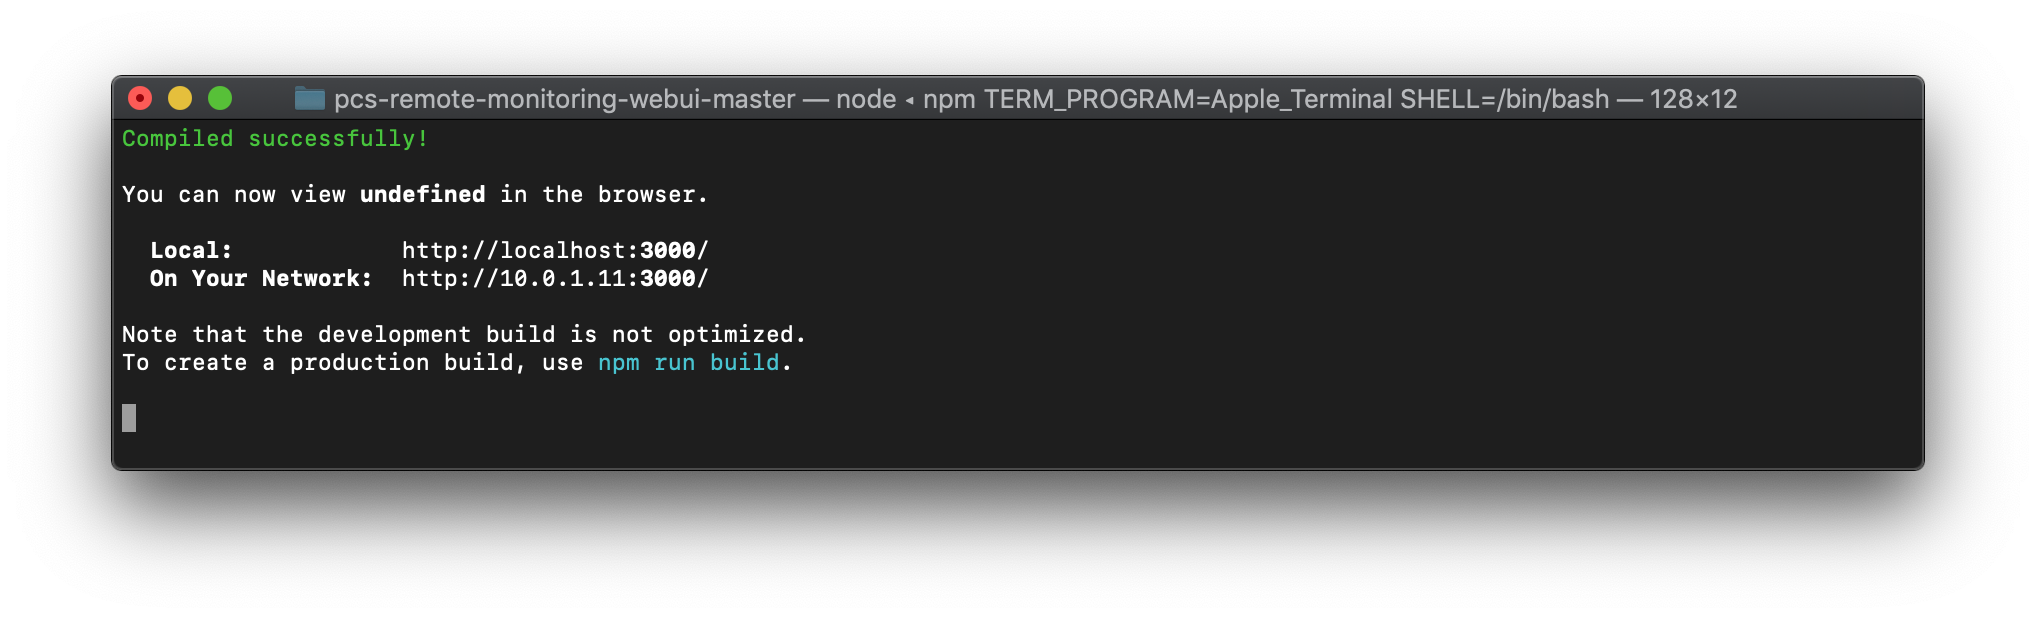 pcs-remote-monitoring-webui-master — node ◂ npm TERM_PROGRAM=Apple_Terminal SHELL=/bin/bash — 128×12
Compiled successfully!
You can now view undefined in the browser.
Local: http://localhost:3000/
On Your Network: http://10.0.1.11:3000/
Note that the development build is not optimized.
To create a production build, use npm run build.